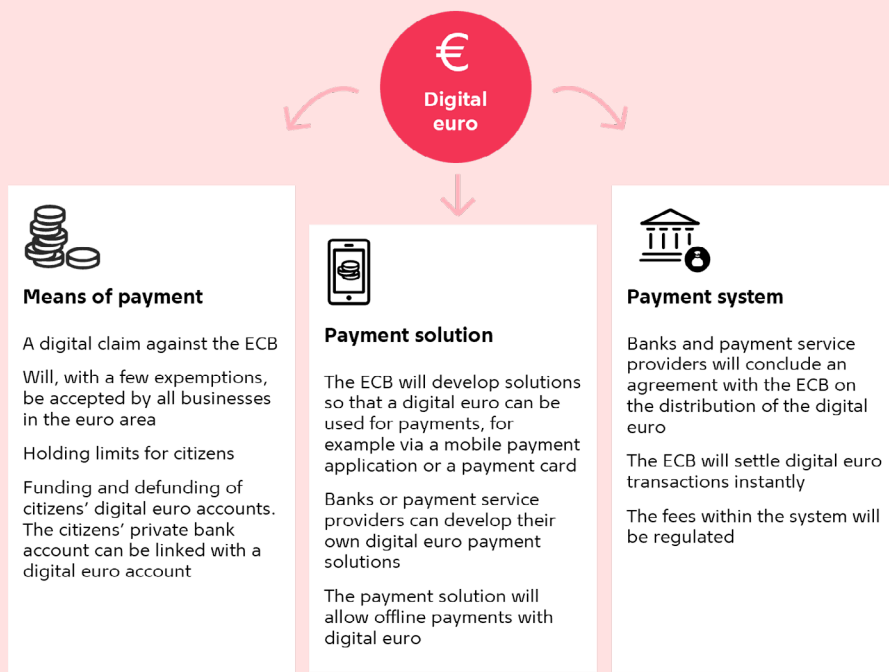 €
Digital
euro
Means of payment
A digital claim against the ECB
Will, with a few expemptions,
be accepted by all businesses
in the euro area
Holding limits for citizens
Funding and defunding of
citizens’ digital euro accounts.
The citizens’ private bank
account can be linked with a
digital euro account
Payment solution
The ECB will develop solutions
so that a digital euro can be
used for payments, for
example via a mobile payment
application or a payment card
Banks or payment service
providers can develop their
own digital euro payment
solutions
The payment solution will
allow offline payments with
digital euro
Payment system
Banks and payment service
providers will conclude an
agreement with the ECB on
the distribution of the digital
euro
The ECB will settle digital euro
transactions instantly
The fees within the system will
be regulated